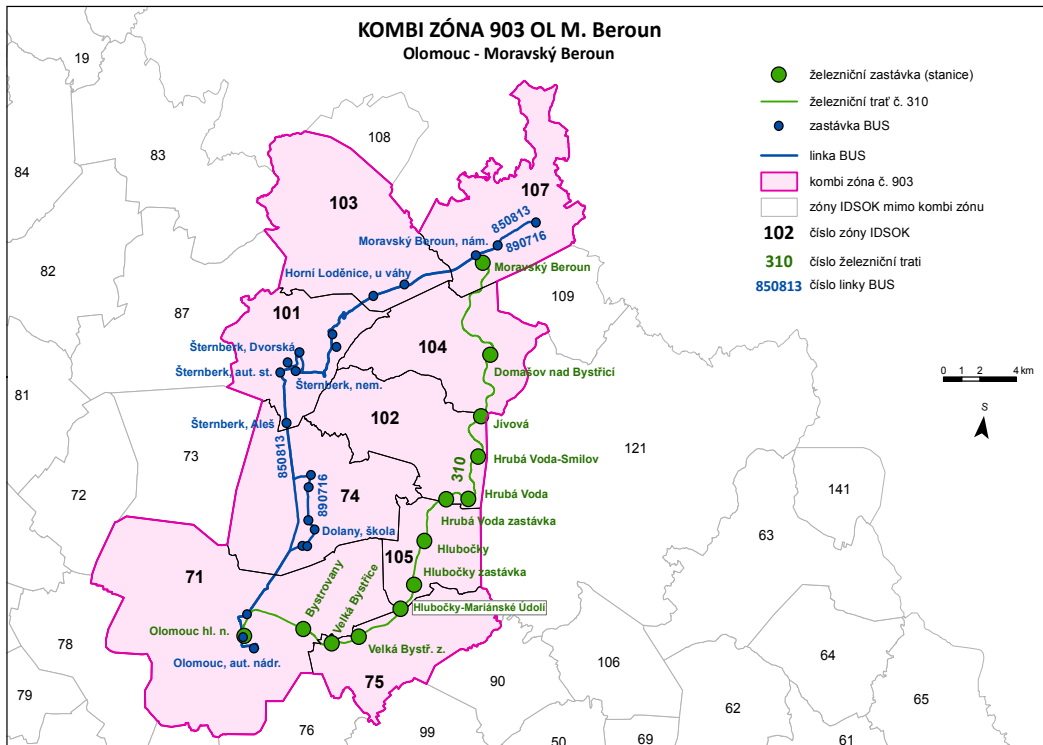 KOMBI ZÓNA 903 OL M. Beroun
Olomouc - Moravský Beroun
železniční zastávka (stanice)
železniční trať č. 310
zastávka BUS
linka BUS
kombi zóna č. 903
zóny IDSOK mimo kombi zónu
102 číslo zóny IDSOK
310 číslo železniční trati
850813 číslo linky BUS
0 1 2 4 km
S
19
108
83
84
107
103
850813
890716
Moravský Beroun, nám.
Moravský Beroun
82
Horní Loděnice, u váhy
109
87
101
104
Šternberk, Dvorská
Domašov nad Bystřicí
Šternberk, aut. st.
Šternberk, nem.
81
102
Šternberk, Aleš
Jívová
121
73
850813
310
Hrubá Voda-Smilov
72
890716
74
141
Hrubá Voda
Hrubá Voda zastávka
Dolany, škola
63
105
Hlubočky
71
Hlubočky zastávka
Bystrovany
Velká Bystřice
Hlubočky-Mariánské Údolí
Olomouc hl. n.
Velká Bystř. z.
78
Olomouc, aut. nádr.
106
64
75
90
79
62
65
76
99
50
69
61